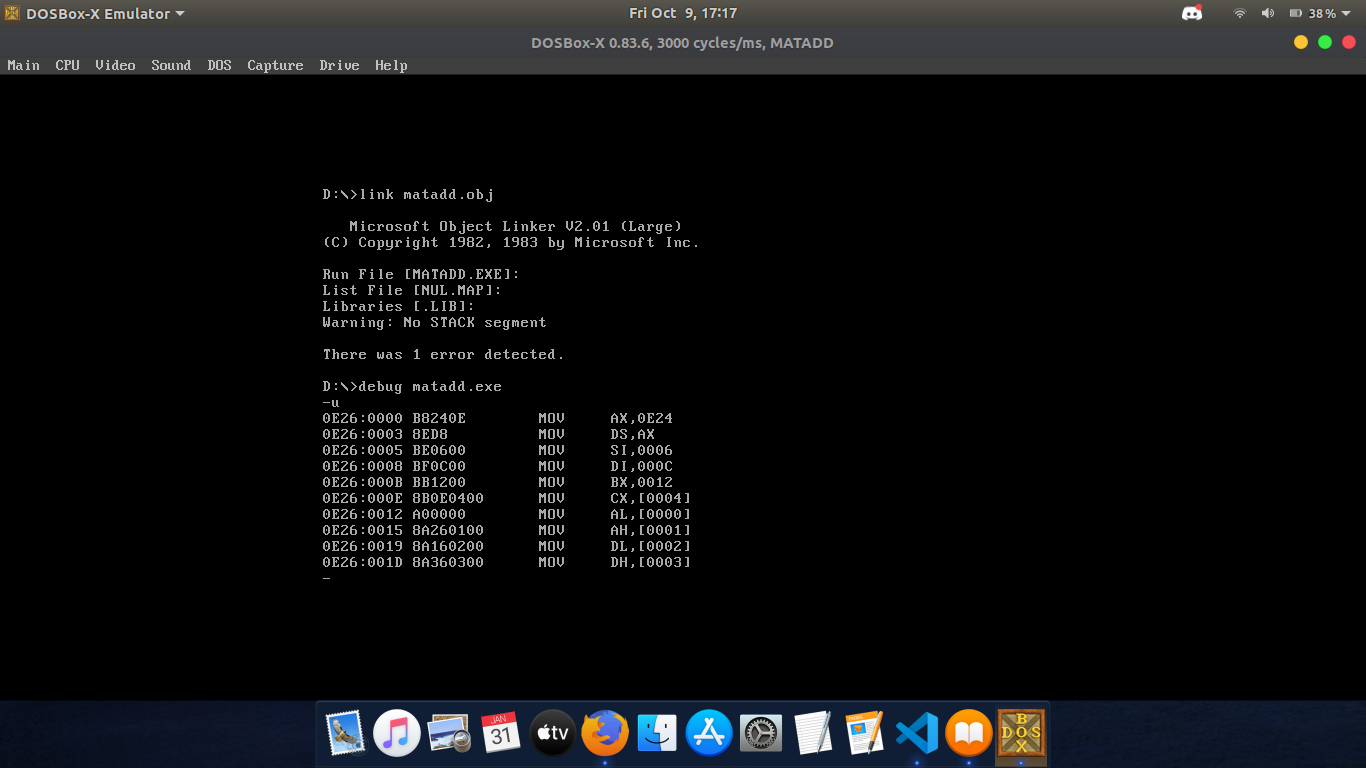 DOSBox-X Emulator
Fri Oct 9, 17:17
38%
DOSBox-X 0.83.6, 3000 cycles/ms, MATADD
Main CPU Video Sound DOS Capture Drive Help
D:\>link matadd.obj
Microsoft Object Linker V2.01 (Large)
(C) Copyright 1982, 1983 by Microsoft Inc.
Run File [MATADD.EXE]:
List File [NUL.MAP]:
Libraries [.LIB]:
Warning: No STACK segment
There was 1 error detected.
D:\>debug matadd.exe
-u
0E26:0000 B8240E MOV AX,0E24
0E26:0003 8ED8 MOV DS,AX
0E26:0005 BE0600 MOV SI,0006
0E26:0008 BF0C00 MOV DI,000C
0E26:000B BB1200 MOV BX,0012
0E26:000E 8B0E0400 MOV CX,[0004]
0E26:0012 A00000 MOV AL,[0000]
0E26:0015 8A260100 MOV AH,[0001]
0E26:0019 8A160200 MOV DL,[0002]
0E26:001D 8A360300 MOV DH,[0003]
-
JAN
31
tv
PAGES
BOX
DOS